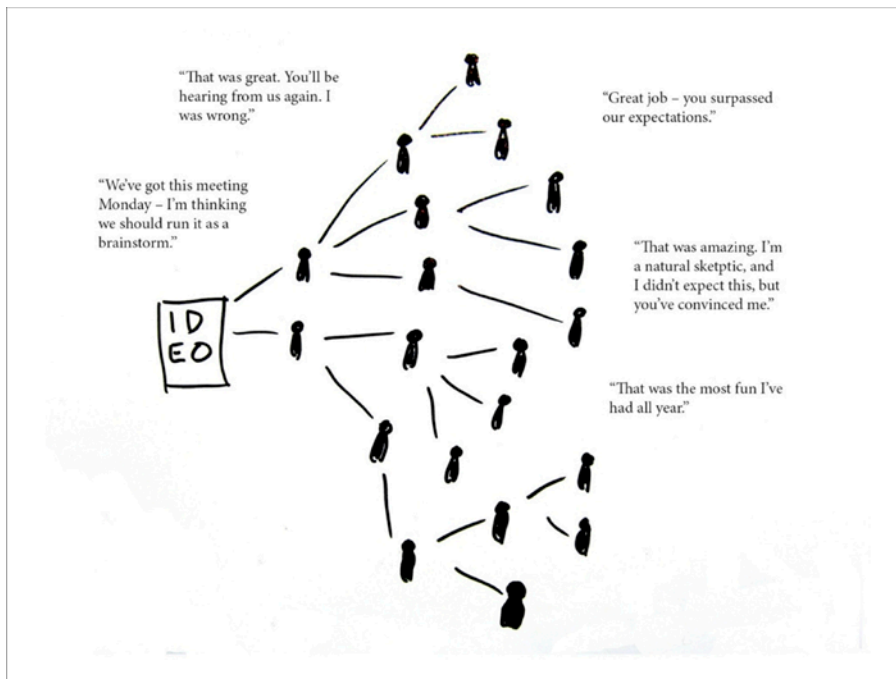 “That was great. You’ll be
hearing from us again. I
was wrong.”
“Great job – you surpassed
our expectations.”
“We’ve got this meeting
Monday – I’m thinking
we should run it as a
brainstorm.”
“That was amazing. I’m
a natural sketptic, and
I didn’t expect this, but
you’ve convinced me.”
ID
EO
“That was the most fun I’ve
had all year.”